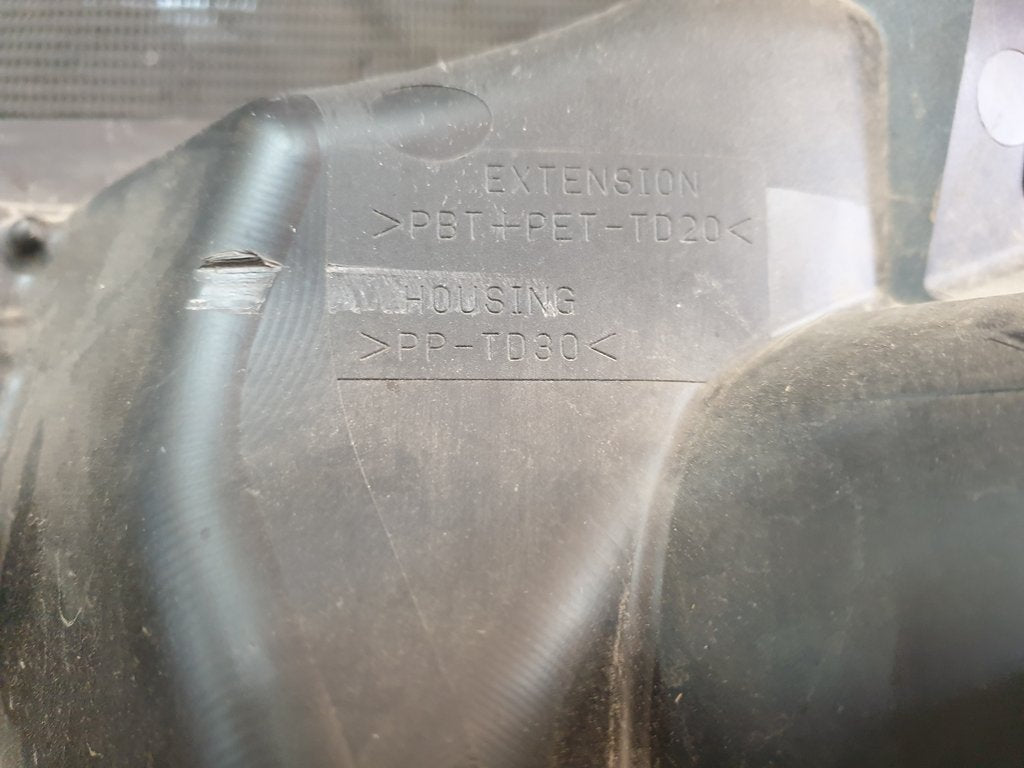 EXTENSION
>PBT+PET-TD20<
HOUSING
>PP-TD30<